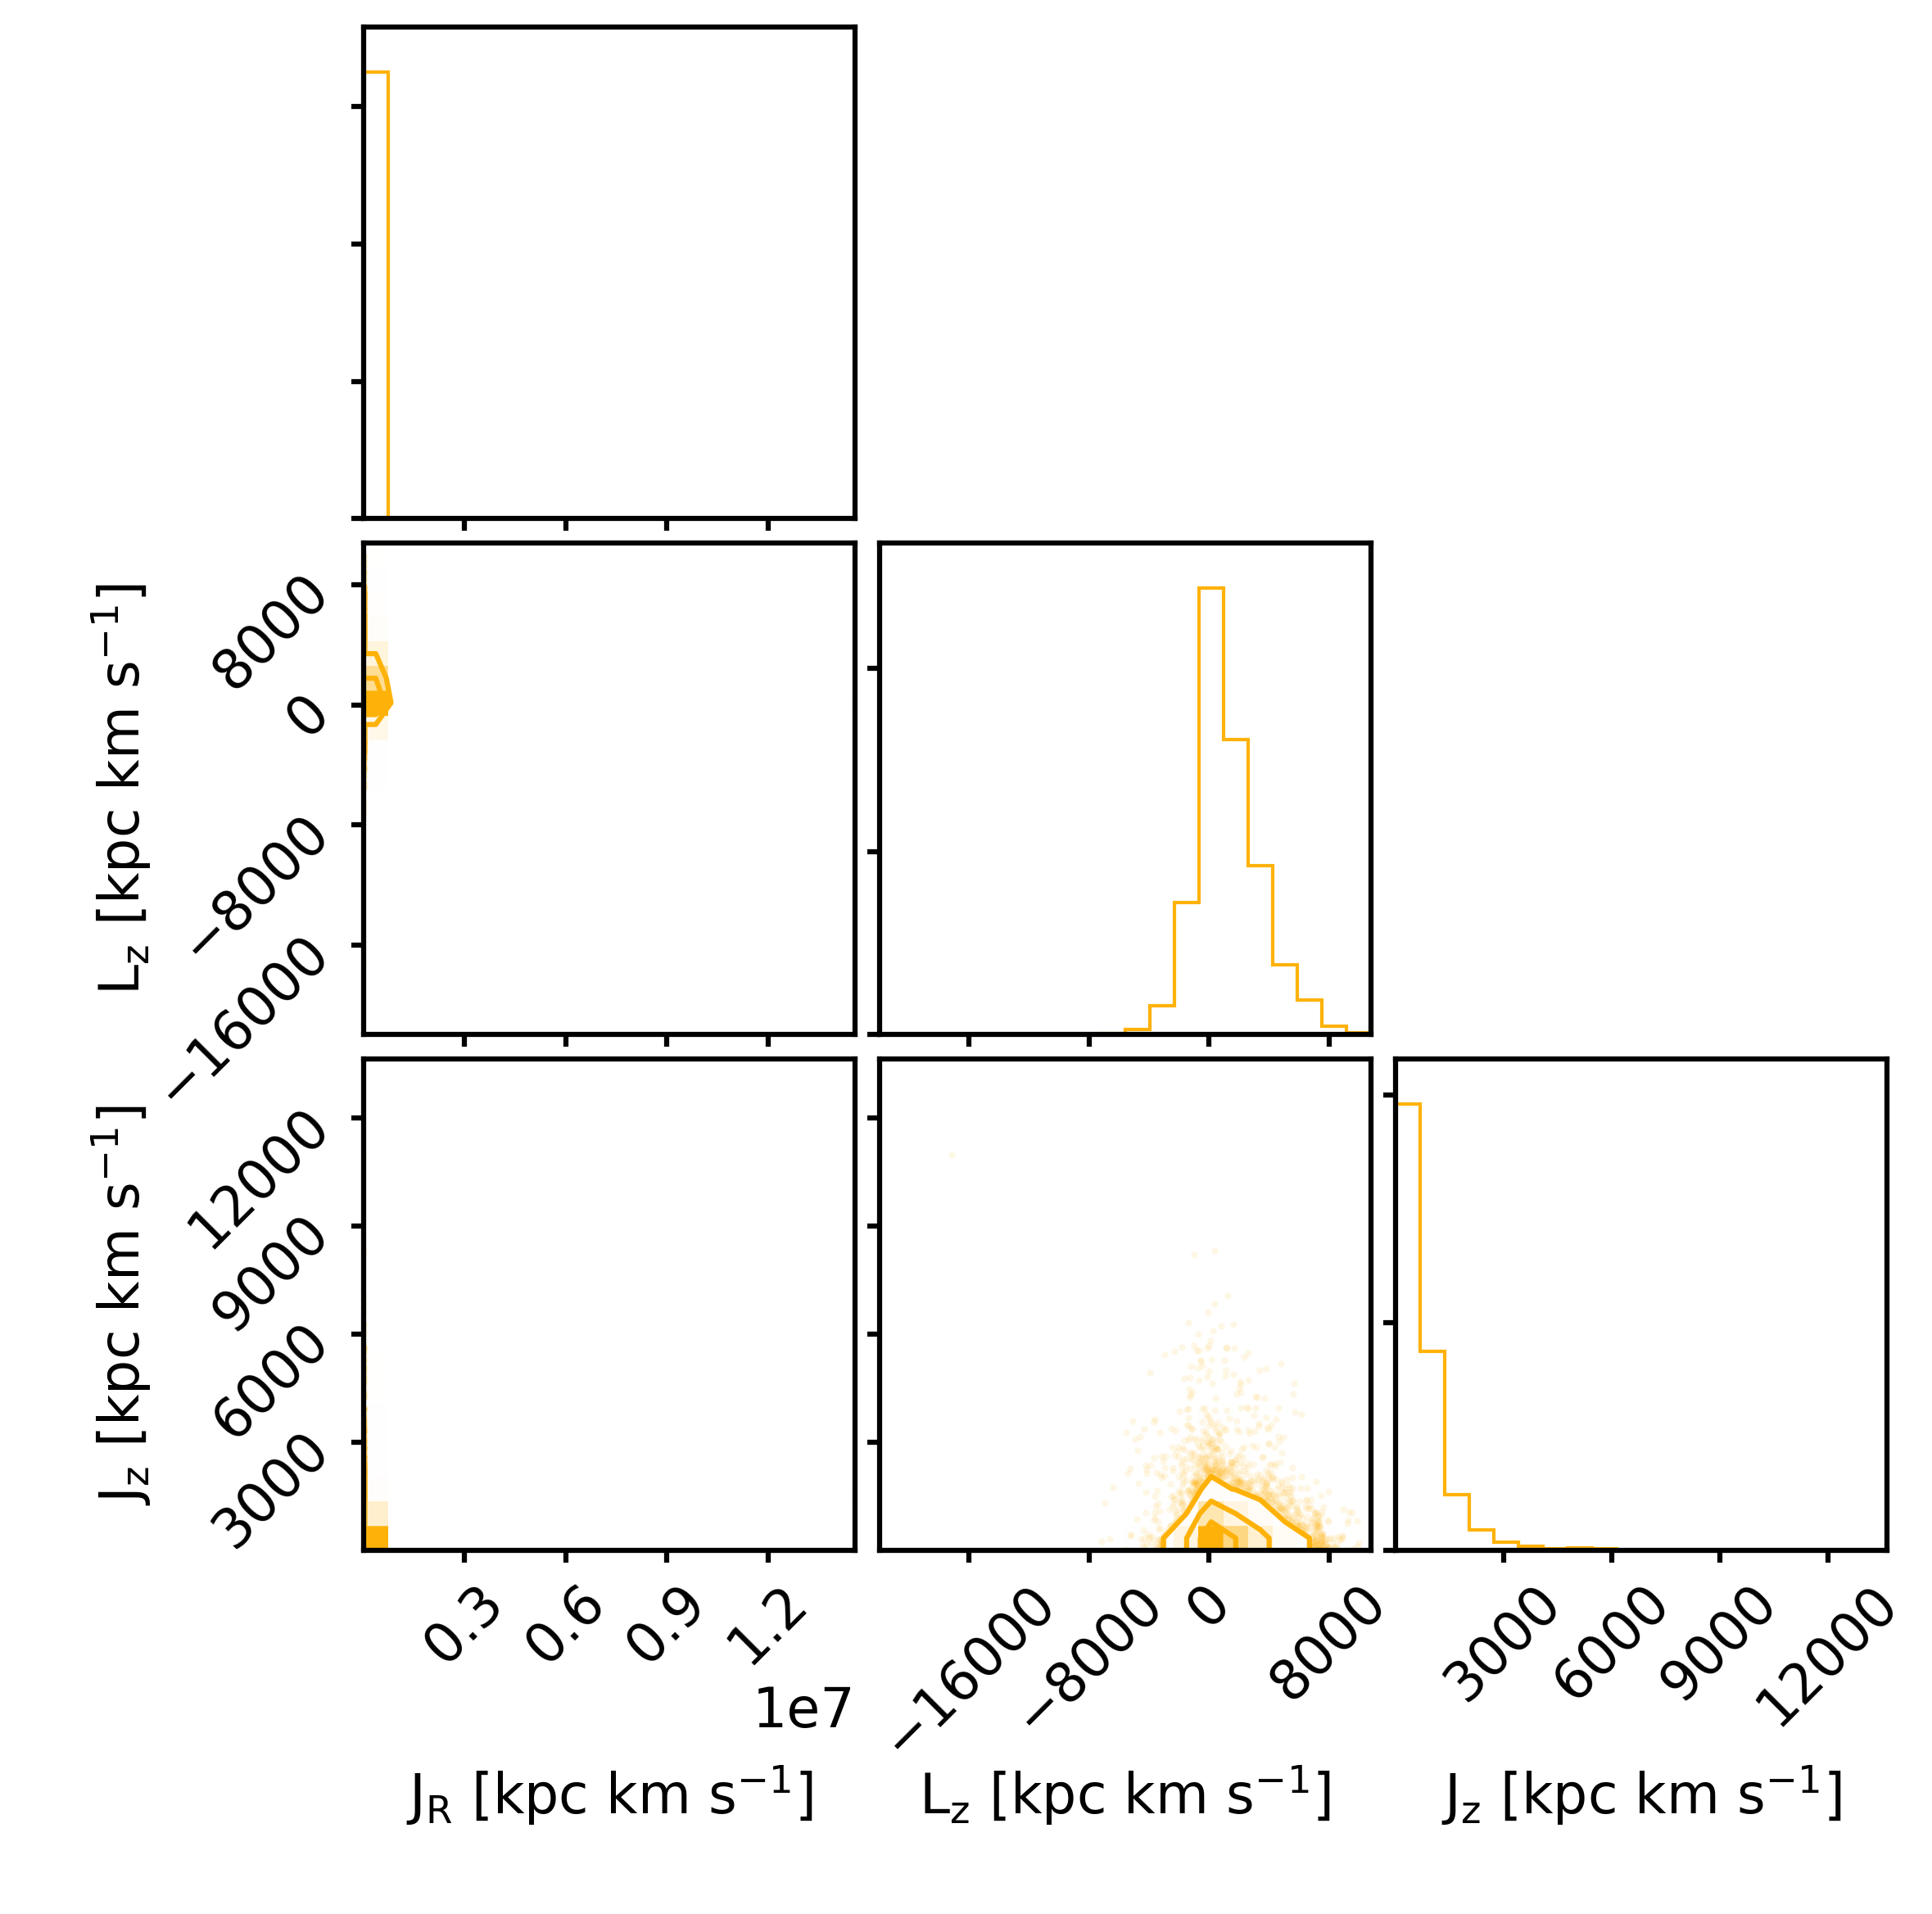 L_z [kpc km s⁻¹]
8000
0
−8000
−16000
J_z [kpc km s⁻¹]
12000
9000
6000
3000
0.3 0.6 0.9 1.2
1e7
−16000 −8000 0 8000
3000 6000 9000 12000
J_R [kpc km s⁻¹]
L_z [kpc km s⁻¹]
J_z [kpc km s⁻¹]